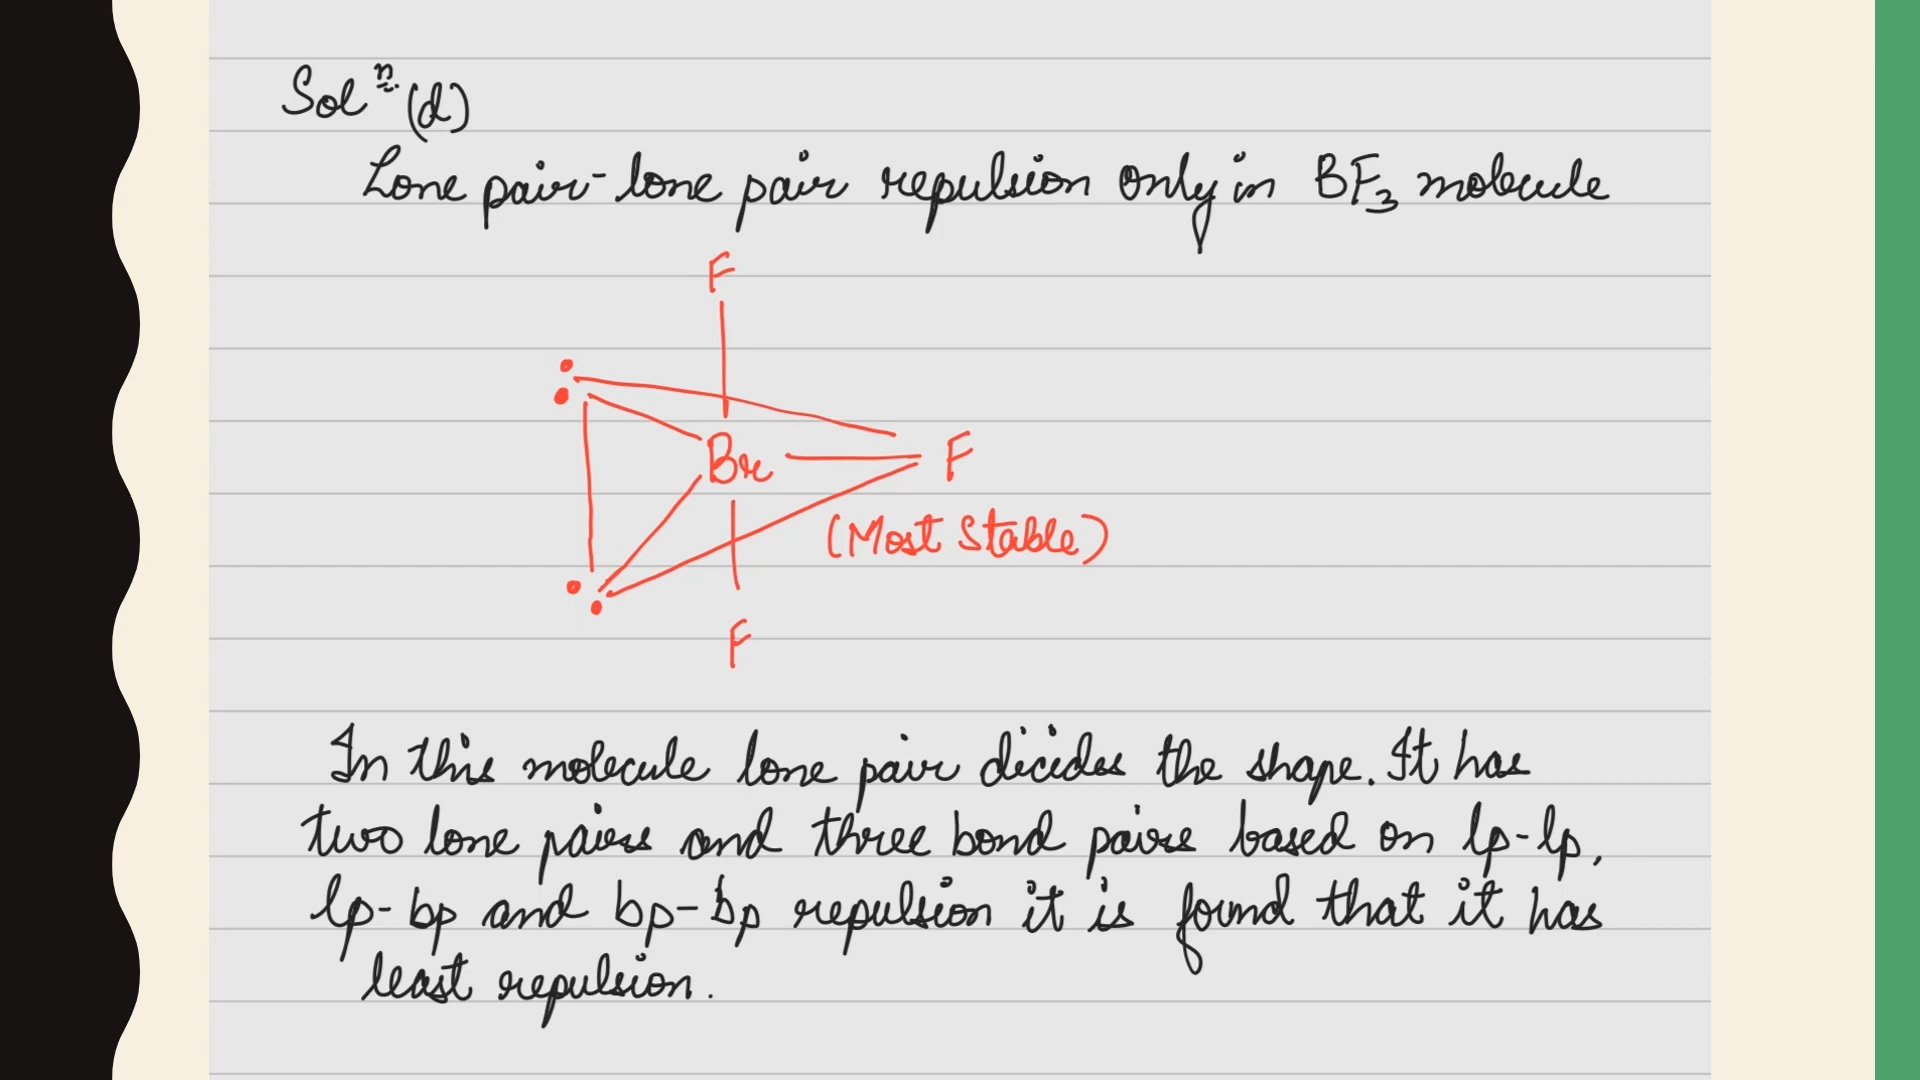 Solⁿ. (d)
Lone pair-lone pair repulsion only in BF₃ molecule
F
Br F
(Most Stable)
F
In this molecule lone pair dicides the shape. It has
two lone pairs and three bond pairs based on lp-lp,
lp-bp and bp-bp repulsion it is found that it has
least repulsion.